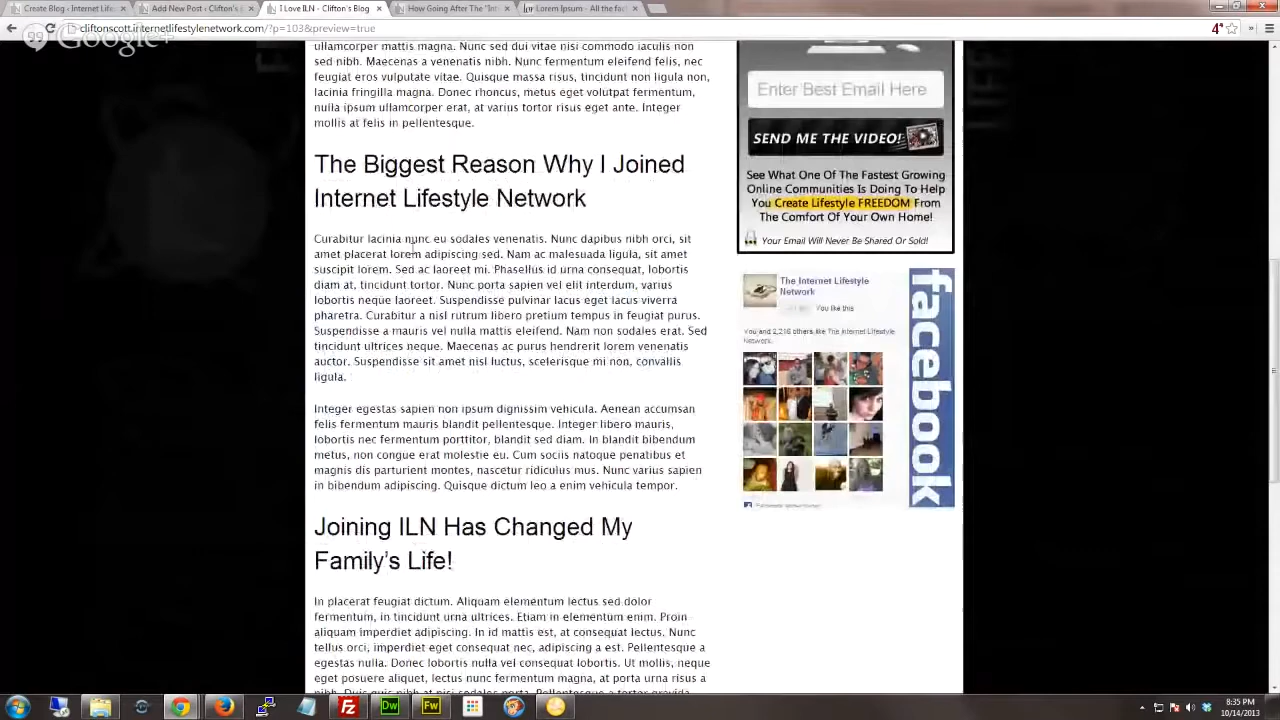 Create Blog - Internet Lifes
Add New Post ‹ Clifton's B
I Love ILN - Clifton's Blog
How Going After The "Int
Lorem Ipsum - All the fac
cliftonscott.internetlifestylenetwork.com/?p=103&preview=true
Google+
ullamcorper mattis magna. Nunc sed dui vitae nisi commodo iaculis non
sed nibh. Maecenas a venenatis nibh. Nunc fermentum eleifend felis, nec
feugiat eros vulputate vitae. Quisque massa risus, tincidunt non ligula non,
lacinia fringilla magna. Donec rhoncus, metus eget volutpat fermentum,
nulla ipsum ullamcorper erat, at varius tortor risus eget ante. Integer
mollis at felis in pellentesque.
The Biggest Reason Why I Joined
Internet Lifestyle Network
Curabitur lacinia nunc eu sodales venenatis. Nunc dapibus nibh orci, sit
amet placerat lorem adipiscing sed. Nam ac malesuada ligula, sit amet
suscipit lorem. Sed ac laoreet mi. Phasellus id urna consequat, lobortis
diam at, tincidunt tortor. Nunc porta sapien vel elit interdum, varius
lobortis neque laoreet. Suspendisse pulvinar lacus eget lacus viverra
pharetra. Curabitur a nisl rutrum libero pretium tempus in feugiat purus.
Suspendisse a mauris vel nulla mattis eleifend. Nam non sodales erat. Sed
tincidunt ultrices neque. Maecenas ac purus hendrerit lorem venenatis
auctor. Suspendisse sit amet nisl luctus, scelerisque mi non, convallis
ligula.
Integer egestas sapien non ipsum dignissim vehicula. Aenean accumsan
felis fermentum mauris blandit pellentesque. Integer libero mauris,
lobortis nec fermentum porttitor, blandit sed diam. In blandit bibendum
metus, non congue erat molestie eu. Cum sociis natoque penatibus et
magnis dis parturient montes, nascetur ridiculus mus. Nunc varius sapien
in bibendum adipiscing. Quisque dictum leo a enim vehicula tempor.
Joining ILN Has Changed My
Family's Life!
In placerat feugiat dictum. Aliquam elementum lectus sed dolor
fermentum, in tincidunt urna ultrices. Etiam in elementum enim. Proin
aliquam imperdiet adipiscing. In id mattis est, at consequat lectus. Nunc
tellus orci, imperdiet eget consequat nec, adipiscing a est. Pellentesque a
egestas nulla. Donec lobortis nulla vel consequat lobortis. Ut mollis, neque
eget posuere aliquet, lectus nunc fermentum magna, at porta urna risus a
Enter Best Email Here
SEND ME THE VIDEO!
See What One Of The Fastest Growing
Online Communities Is Doing To Help
You Create Lifestyle FREEDOM From
The Comfort Of Your Own Home!
Your Email Will Never Be Shared Or Sold!
The Internet Lifestyle
Network
You like this
You and 2,216 others like The Internet Lifestyle
Network.
facebook
Fz
Dw
Fw
8:35 PM
10/14/2013